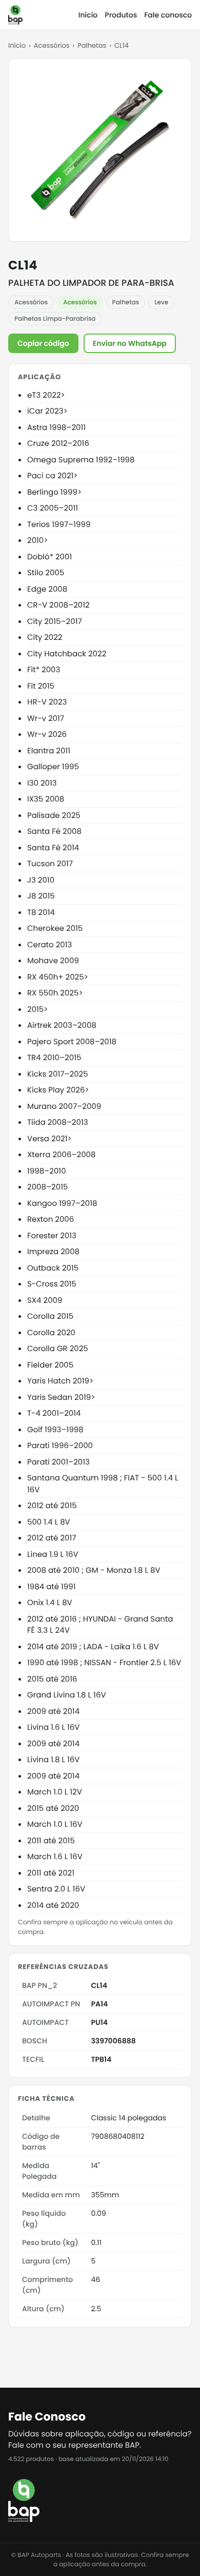 bap
Início Produtos Fale conosco
Início › Acessórios › Palhetas › CL14
bap
CL14
PALHETA DO LIMPADOR DE PARA-BRISA
Acessórios Acessórios Palhetas Leve
Palhetas Limpa-Parabrisa
Copiar código Enviar no WhatsApp
APLICAÇÃO
eT3 2022>
iCar 2023>
Astra 1998–2011
Cruze 2012–2016
Omega Suprema 1992–1998
Paci ca 2021>
Berlingo 1999>
C3 2005–2011
Terios 1997–1999
2010>
Dobló* 2001
Stilo 2005
Edge 2008
CR-V 2008–2012
City 2015–2017
City 2022
City Hatchback 2022
Fit* 2003
Fit 2015
HR-V 2023
Wr-v 2017
Wr-v 2026
Elantra 2011
Galloper 1995
I30 2013
IX35 2008
Palisade 2025
Santa Fé 2008
Santa Fé 2014
Tucson 2017
J3 2010
J8 2015
T8 2014
Cherokee 2015
Cerato 2013
Mohave 2009
RX 450h+ 2025>
RX 550h 2025>
2015>
Airtrek 2003–2008
Pajero Sport 2008–2018
TR4 2010–2015
Kicks 2017–2025
Kicks Play 2026>
Murano 2007–2009
Tiida 2008–2013
Versa 2021>
Xterra 2006–2008
1998–2010
2008–2015
Kangoo 1997–2018
Rexton 2006
Forester 2013
Impreza 2008
Outback 2015
S-Cross 2015
SX4 2009
Corolla 2015
Corolla 2020
Corolla GR 2025
Fielder 2005
Yaris Hatch 2019>
Yaris Sedan 2019>
T-4 2001–2014
Golf 1993–1998
Parati 1996–2000
Parati 2001–2013
Santana Quantum 1998 ; FIAT - 500 1.4 L
16V
2012 até 2015
500 1.4 L 8V
2012 até 2017
Linea 1.9 L 16V
2008 até 2010 ; GM - Monza 1.8 L 8V
1984 até 1991
Onix 1.4 L 8V
2012 até 2016 ; HYUNDAI - Grand Santa
FÉ 3.3 L 24V
2014 até 2019 ; LADA - Laika 1.6 L 8V
1990 até 1998 ; NISSAN - Frontier 2.5 L 16V
2015 até 2016
Grand Livina 1.8 L 16V
2009 até 2014
Livina 1.6 L 16V
2009 até 2014
Livina 1.8 L 16V
2009 até 2014
March 1.0 L 12V
2015 até 2020
March 1.0 L 16V
2011 até 2015
March 1.6 L 16V
2011 até 2021
Sentra 2.0 L 16V
2014 até 2020
Confira sempre a aplicação no veículo antes da
compra.
REFERÊNCIAS CRUZADAS
BAP PN_2 CL14
AUTOIMPACT PN PA14
AUTOIMPACT PU14
BOSCH 3397006888
TECFIL TPB14
FICHA TÉCNICA
Detalhe Classic 14 polegadas
Código de
barras 7908680408112
Medida
Polegada 14"
Medida em mm 355mm
Peso líquido
(kg) 0.09
Peso bruto (kg) 0.11
Largura (cm) 5
Comprimento
(cm) 46
Altura (cm) 2.5
Fale Conosco
Dúvidas sobre aplicação, código ou referência?
Fale com o seu representante BAP.
4.522 produtos · base atualizada em 20/11/2026 14:10
bap
© BAP Autoparts · As fotos são ilustrativas. Confira sempre
a aplicação antes da compra.